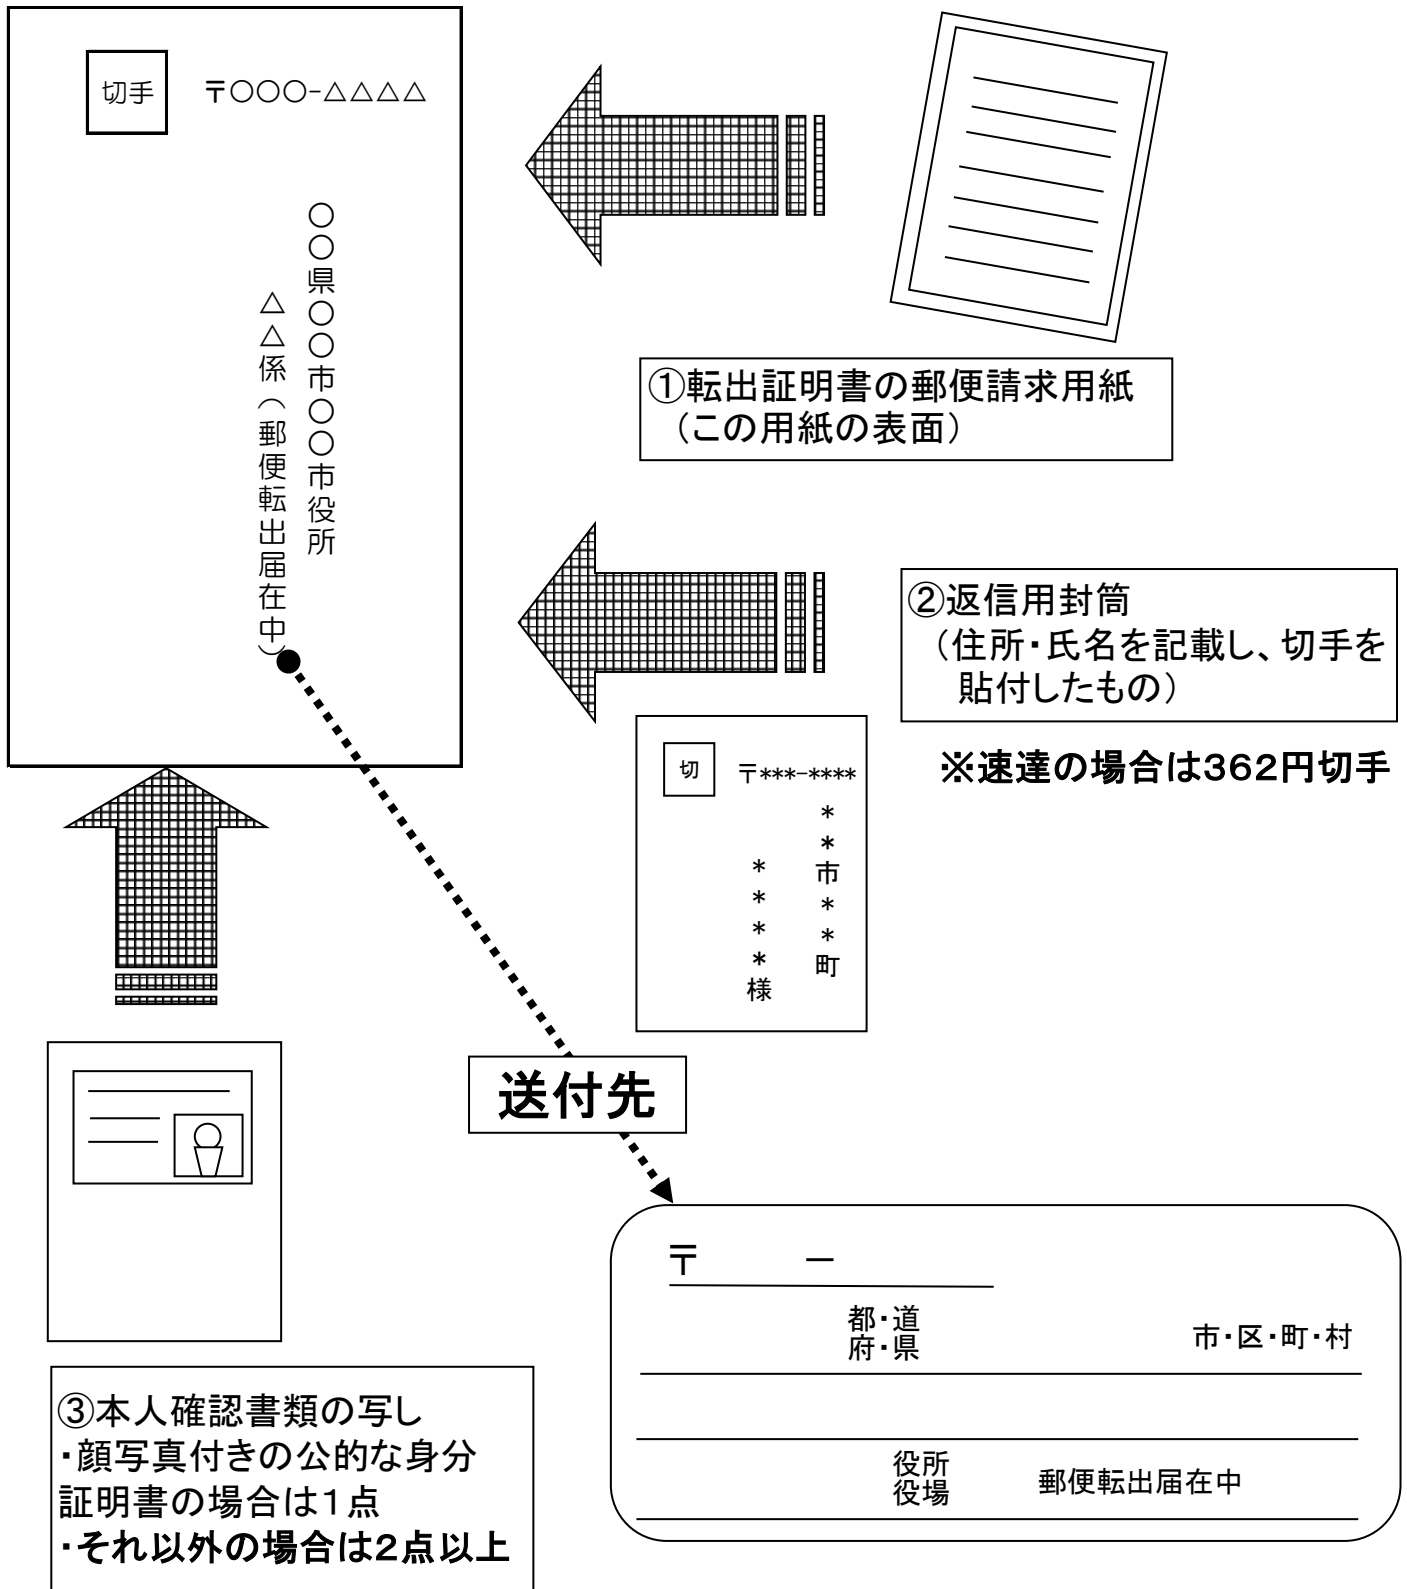 切手
〒○○○-△△△△
○○県○○市○○市役所
△△係（郵便転出届在中）
①転出証明書の郵便請求用紙
（この用紙の表面）
②返信用封筒
（住所・氏名を記載し、切手を
貼付したもの）
※速達の場合は362円切手
切
〒***-****
**市**町
****様
送付先
〒　　　－
都・道
府・県
市・区・町・村
役所
役場
郵便転出届在中
③本人確認書類の写し
・顔写真付きの公的な身分
証明書の場合は1点
・それ以外の場合は2点以上